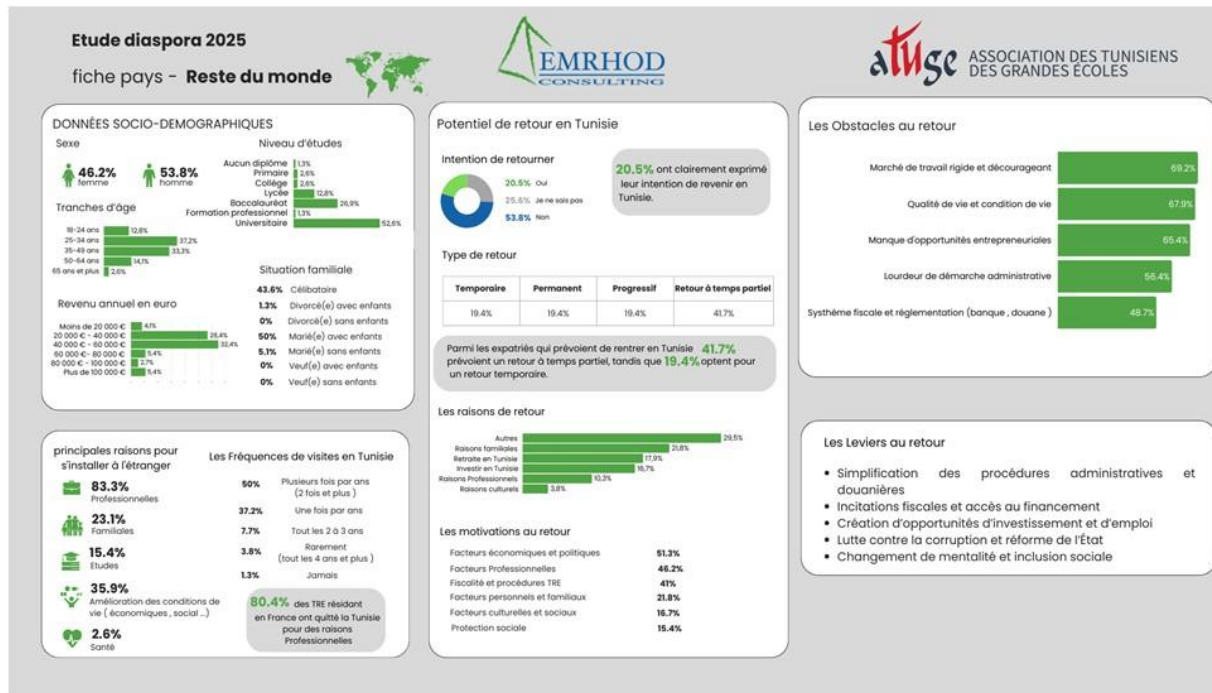 Etude diaspora 2025
fiche pays - Reste du monde
EMRHOD
CONSULTING
atuge
ASSOCIATION DES TUNISIENS
DES GRANDES ÉCOLES
DONNÉES SOCIO-DEMOGRAPHIQUES
Sexe
46.2%
femme
53.8%
homme
Niveau d'études
Aucun diplôme 1,3%
Primaire 2,6%
Collège 2,6%
Lycée 12,8%
Baccalauréat 26,9%
Formation professionnel 1,3%
Universitaire 52,6%
Tranches d'âge
18-24 ans 12,8%
25-34 ans 37,2%
35-49 ans 33,3%
50-64 ans 14,1%
65 ans et plus 2,6%
Revenu annuel en euro
Moins de 20 000 € 4,1%
20 000 € - 40 000 € 28,4%
40 000 € - 60 000 € 32,4%
60 000 €- 80 000 € 5,4%
80 000 € - 100 000 € 2,7%
Plus de 100 000 € 5,4%
Situation familiale
43.6% Célibataire
1.3% Divorcé(e) avec enfants
0% Divorcé(e) sans enfants
50% Marié(e) avec enfants
5.1% Marié(e) sans enfants
0% Veuf(e) avec enfants
0% Veuf(e) sans enfants
principales raisons pour
s'installer à l'étranger
83.3%
Professionnelles
23.1%
Familiales
15.4%
Etudes
35.9%
Amélioration des conditions de
vie ( économiques , social ...)
2.6%
Santé
Les Fréquences de visites en Tunisie
50% Plusieurs fois par ans
(2 fois et plus )
37.2% Une fois par ans
7.7% Tout les 2 à 3 ans
3.8% Rarement
(tout les 4 ans et plus )
1.3% Jamais
80.4% des TRE résidant
en France ont quitté la Tunisie
pour des raisons
Professionnelles
Potentiel de retour en Tunisie
Intention de retourner
20.5% Oui
25.6% Je ne sais pas
53.8% Non
20.5% ont clairement exprimé
leur intention de revenir en
Tunisie.
Type de retour
Temporaire Permanent Progressif Retour à temps partiel
19.4% 19.4% 19.4% 41.7%
Parmi les expatriés qui prévoient de rentrer en Tunisie 41.7%
prévoient un retour à temps partiel, tandis que 19.4% optent pour
un retour temporaire.
Les raisons de retour
Autres 29,5%
Raisons familiales 21,8%
Retraite en Tunisie 17,9%
Investir en Tunisie 16,7%
Raisons Professionnels 10,3%
Raisons culturels 3,8%
Les motivations au retour
Facteurs économiques et politiques 51.3%
Facteurs Professionnelles 46.2%
Fiscalité et procédures TRE 41%
Facteurs personnels et familiaux 21.8%
Facteurs culturelles et sociaux 16.7%
Protection sociale 15.4%
Les Obstacles au retour
Marché de travail rigide et décourageant 69.2%
Qualité de vie et condition de vie 67.9%
Manque d'opportunités entrepreneuriales 65.4%
Lourdeur de démarche administrative 56.4%
Systhéme fiscale et réglementation (banque , douane ) 48.7%
Les Leviers au retour
• Simplification des procédures administratives et
douanières
• Incitations fiscales et accès au financement
• Création d'opportunités d'investissement et d'emploi
• Lutte contre la corruption et réforme de l'État
• Changement de mentalité et inclusion sociale